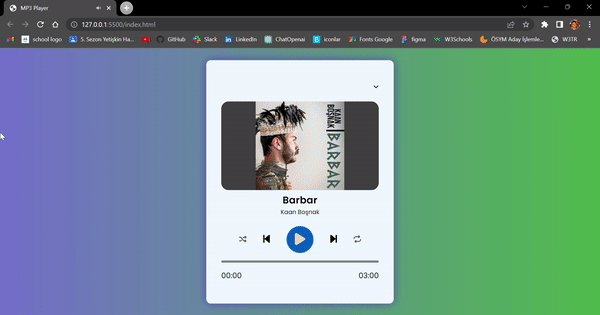 MP3 Player
127.0.0.1:5500/index.html
school logo
5. Sezon Yetişkin Ha...
GitHub
Slack
LinkedIn
ChatOpenai
iconlar
Fonts Google
figma
W3Schools
ÖSYM Aday İşlemle...
W3TR
»
KAAN
BOŞNAK
BARBAR
Barbar
Kaan Boşnak
00:00
03:00